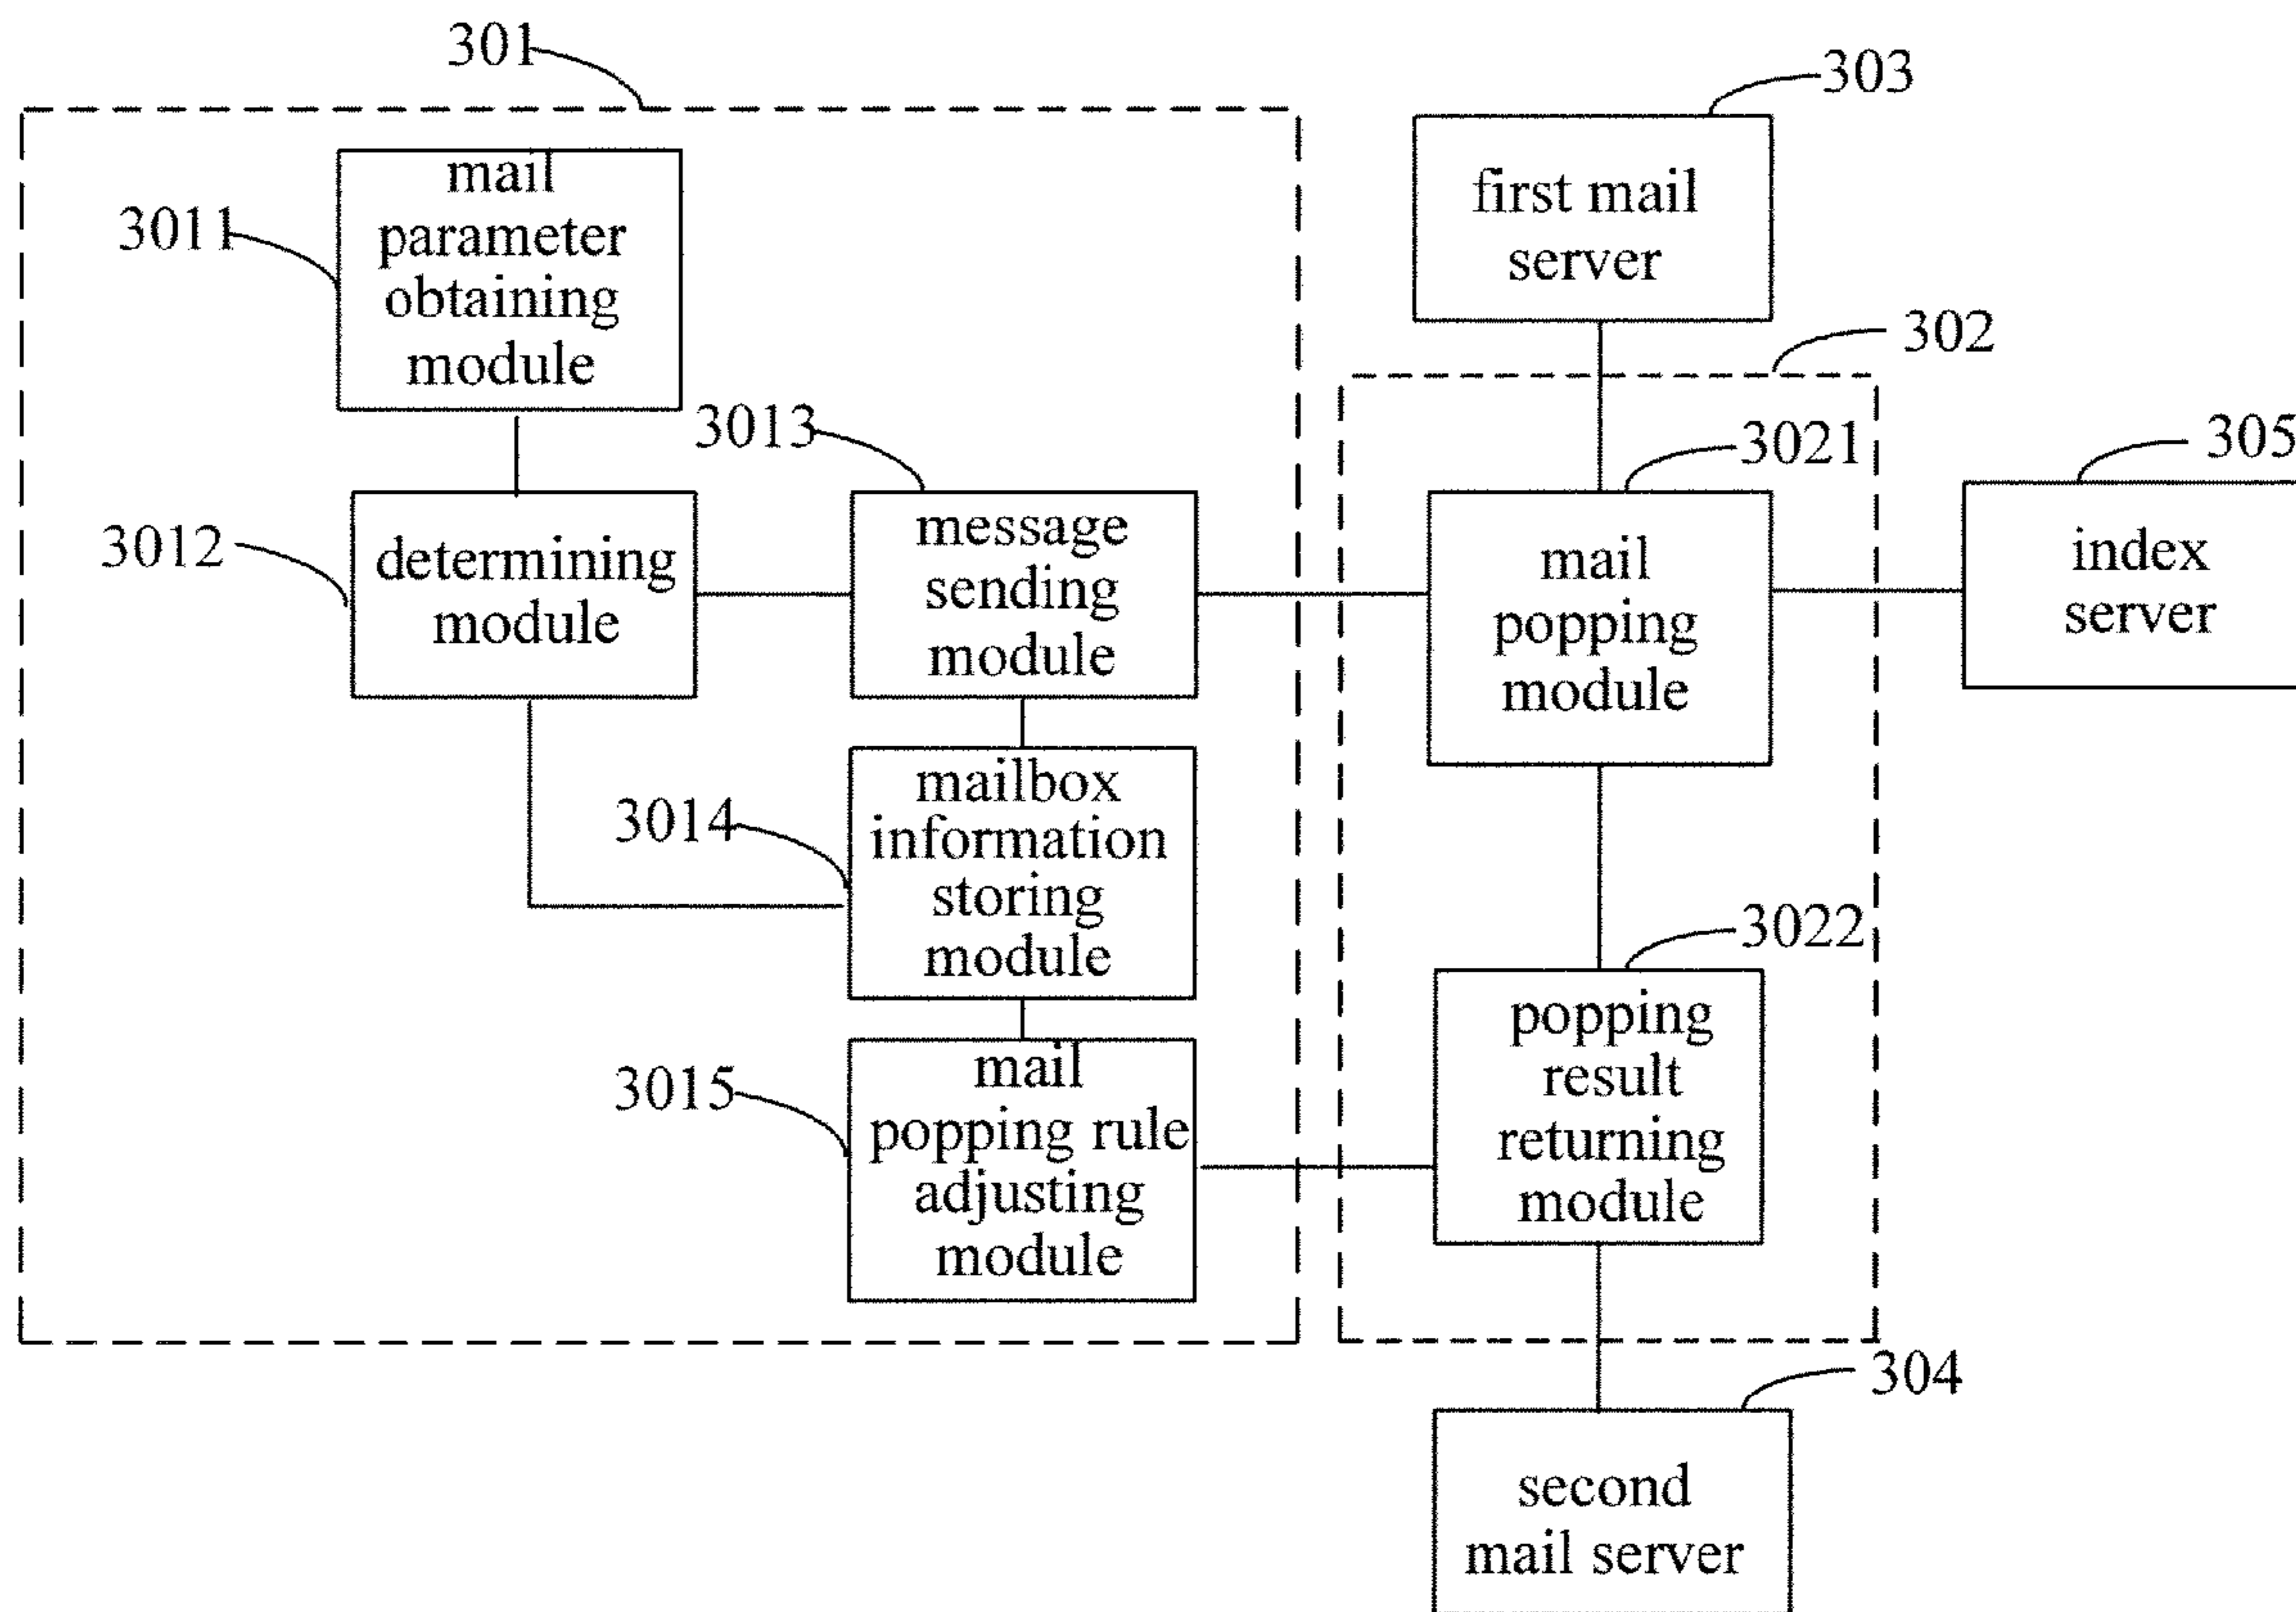 301
303
mail
parameter
obtaining
module
3011
first mail
server
302
3013
3021
305
3012
determining
module
message
sending
module
mail
popping
module
index
server
3014
mailbox
information
storing
module
3022
3015
mail
popping rule
adjusting
module
popping
result
returning
module
304
second
mail server